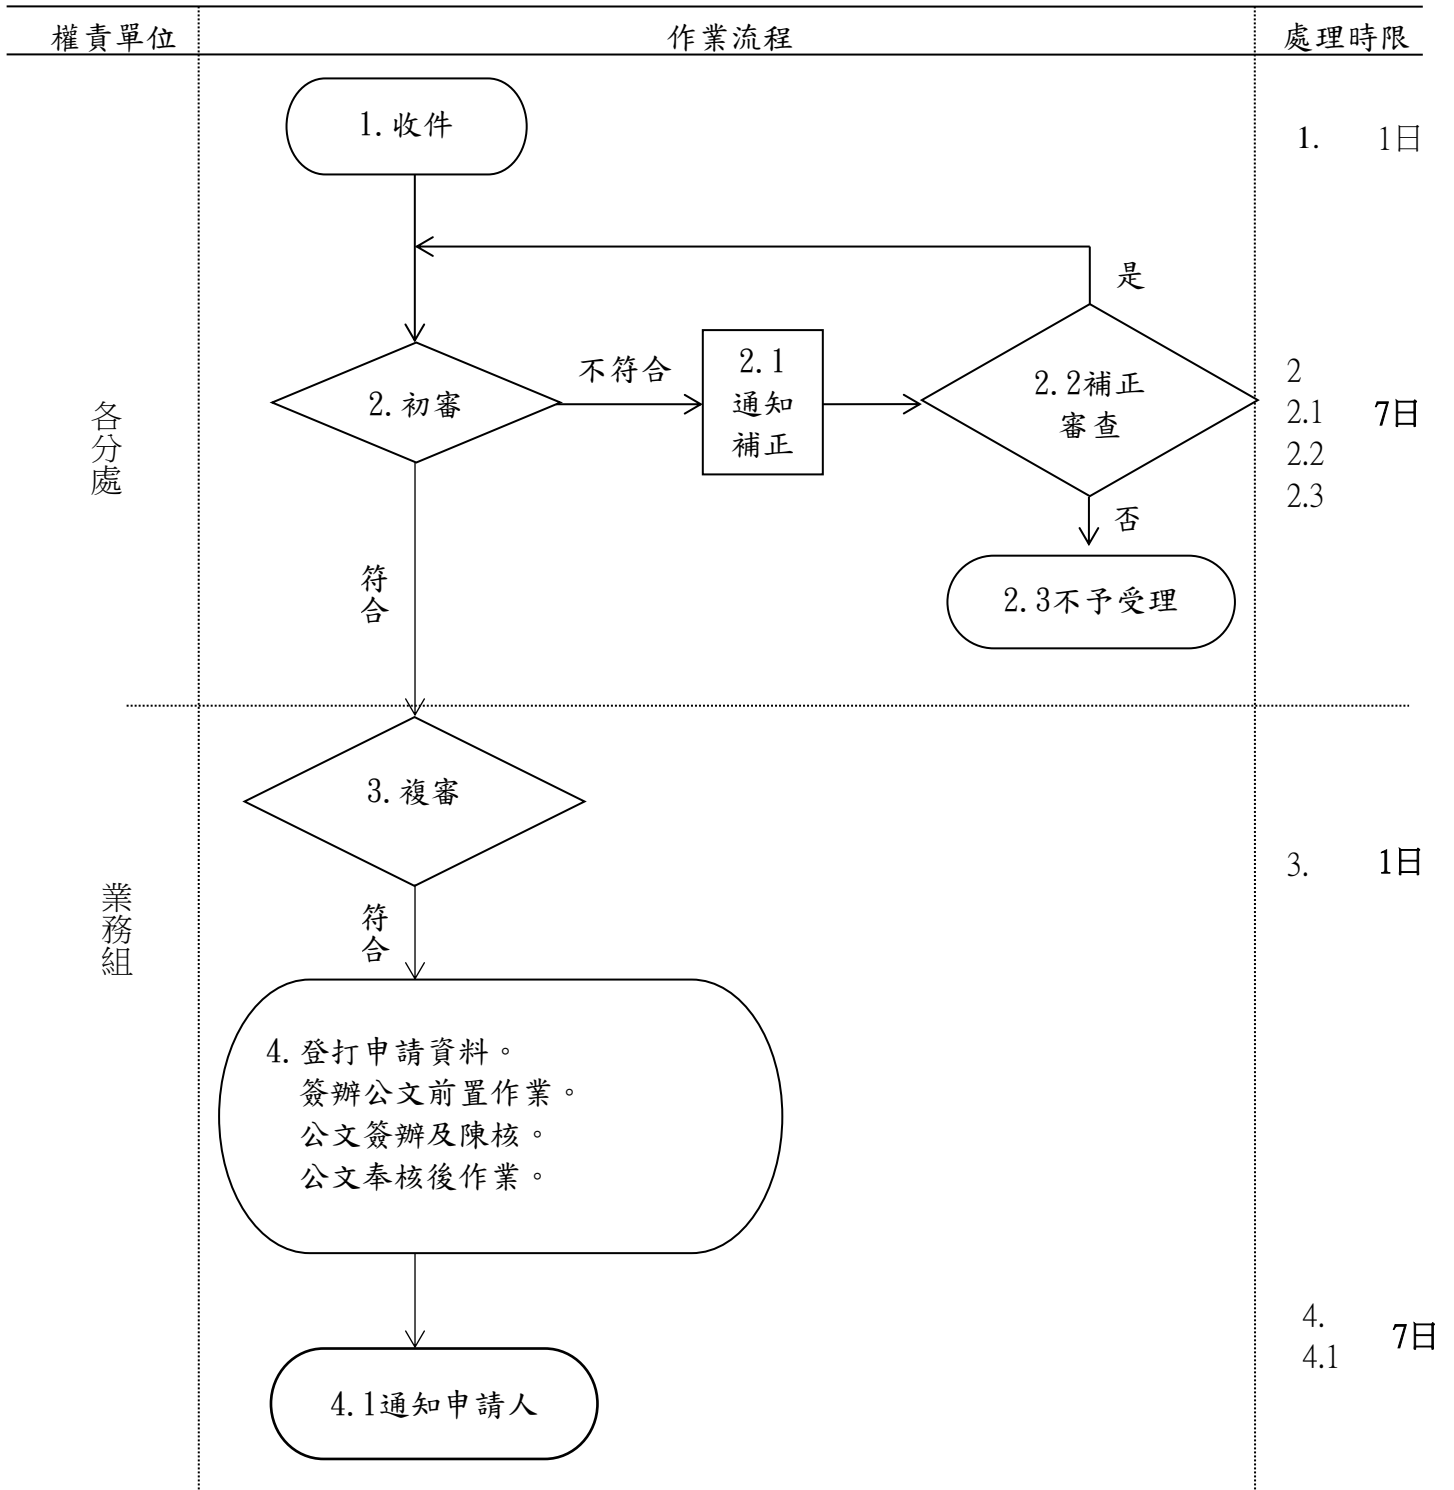 權責單位
作業流程
處理時限
1.收件
1. 1日
是
各分處
2.初審
不符合
2.1
通知
補正
2.2補正
審查
2
2.1 7日
2.2
2.3
否
符合
2.3不予受理
業務組
3.複審
3. 1日
符合
4.登打申請資料。
簽辦公文前置作業。
公文簽辦及陳核。
公文奉核後作業。
4.
4.1 7日
4.1通知申請人